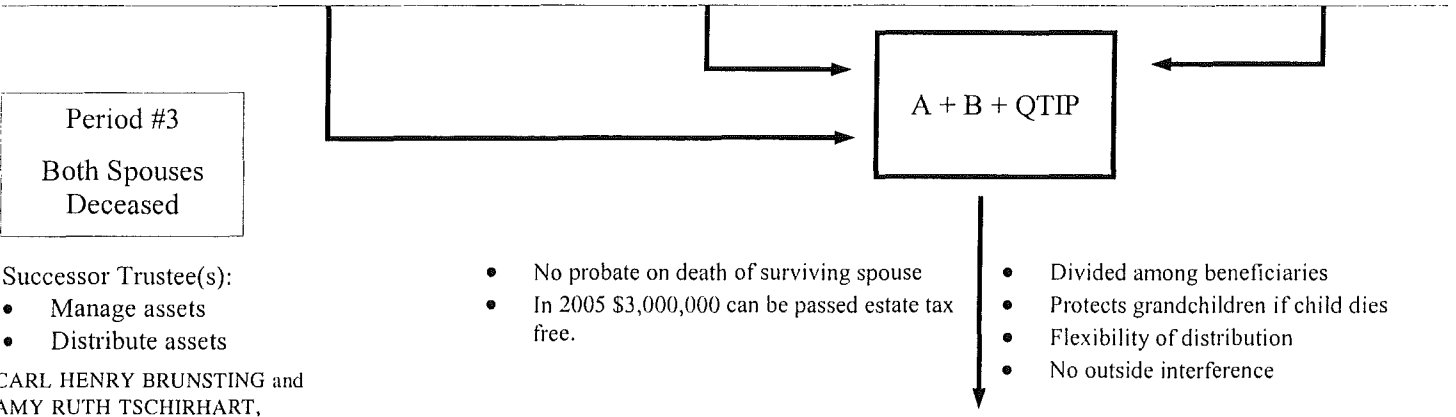 A + B + QTIP
Period #3
Both Spouses
Deceased
Successor Trustee(s):
• Manage assets
• Distribute assets
CARL HENRY BRUNSTING and
AMY RUTH TSCHIRHART,
• No probate on death of surviving spouse
• In 2005 $3,000,000 can be passed estate tax
free.
• Divided among beneficiaries
• Protects grandchildren if child dies
• Flexibility of distribution
• No outside interference